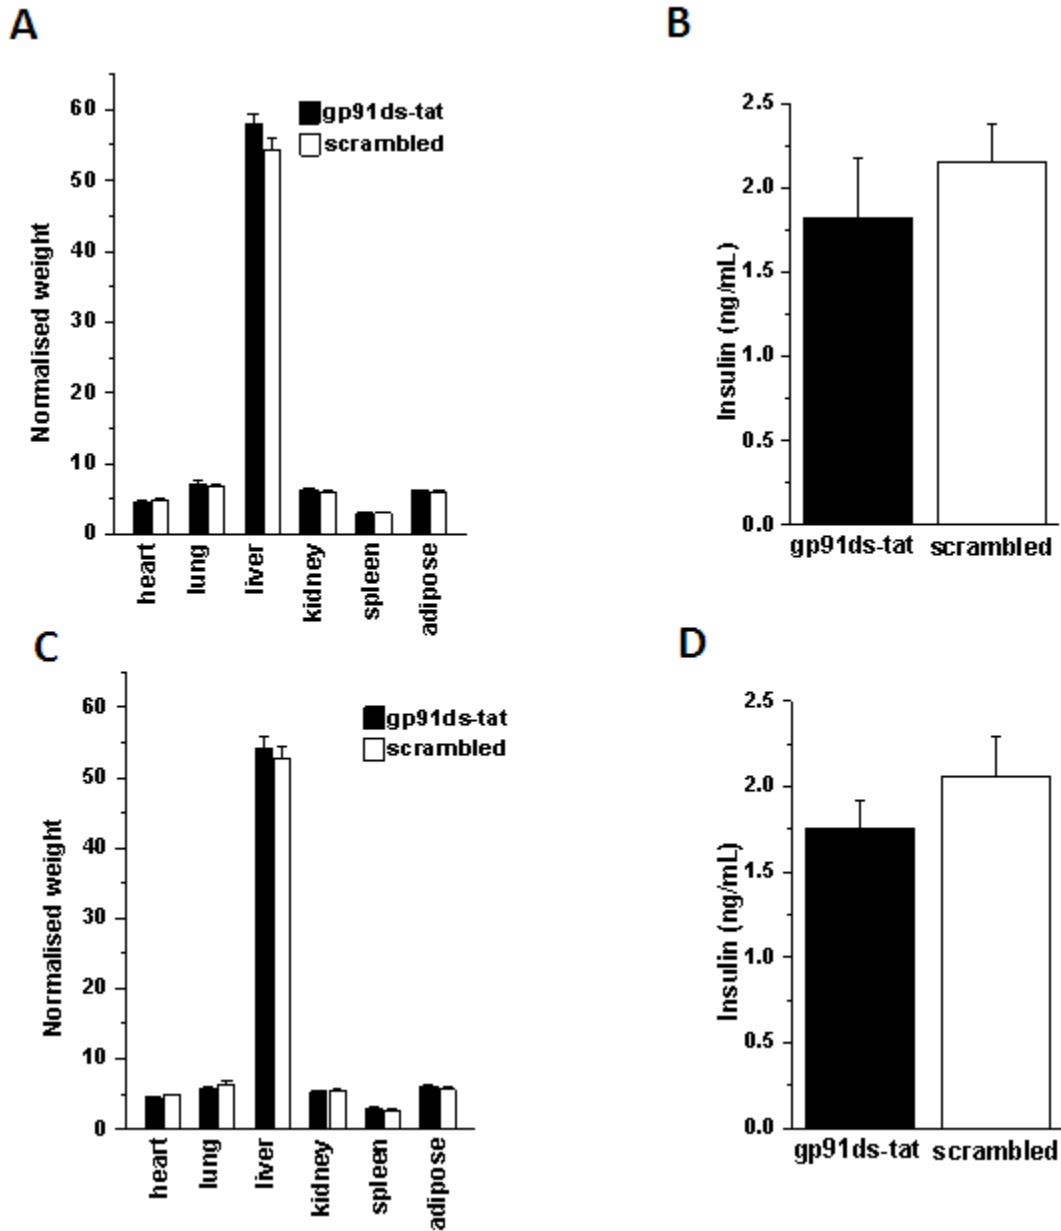 A
gp91ds-tat
scrambled
60
50
40
30
20
10
0
Normalised weight
heart
lung
liver
kidney
spleen
adipose
B
2.5
2.0
1.5
1.0
0.5
0.0
Insulin (ng/mL)
gp91ds-tat
scrambled
C
gp91ds-tat
scrambled
60
50
40
30
20
10
0
Normalised weight
heart
lung
liver
kidney
spleen
adipose
D
2.5
2.0
1.5
1.0
0.5
0.0
Insulin (ng/mL)
gp91ds-tat
scrambled